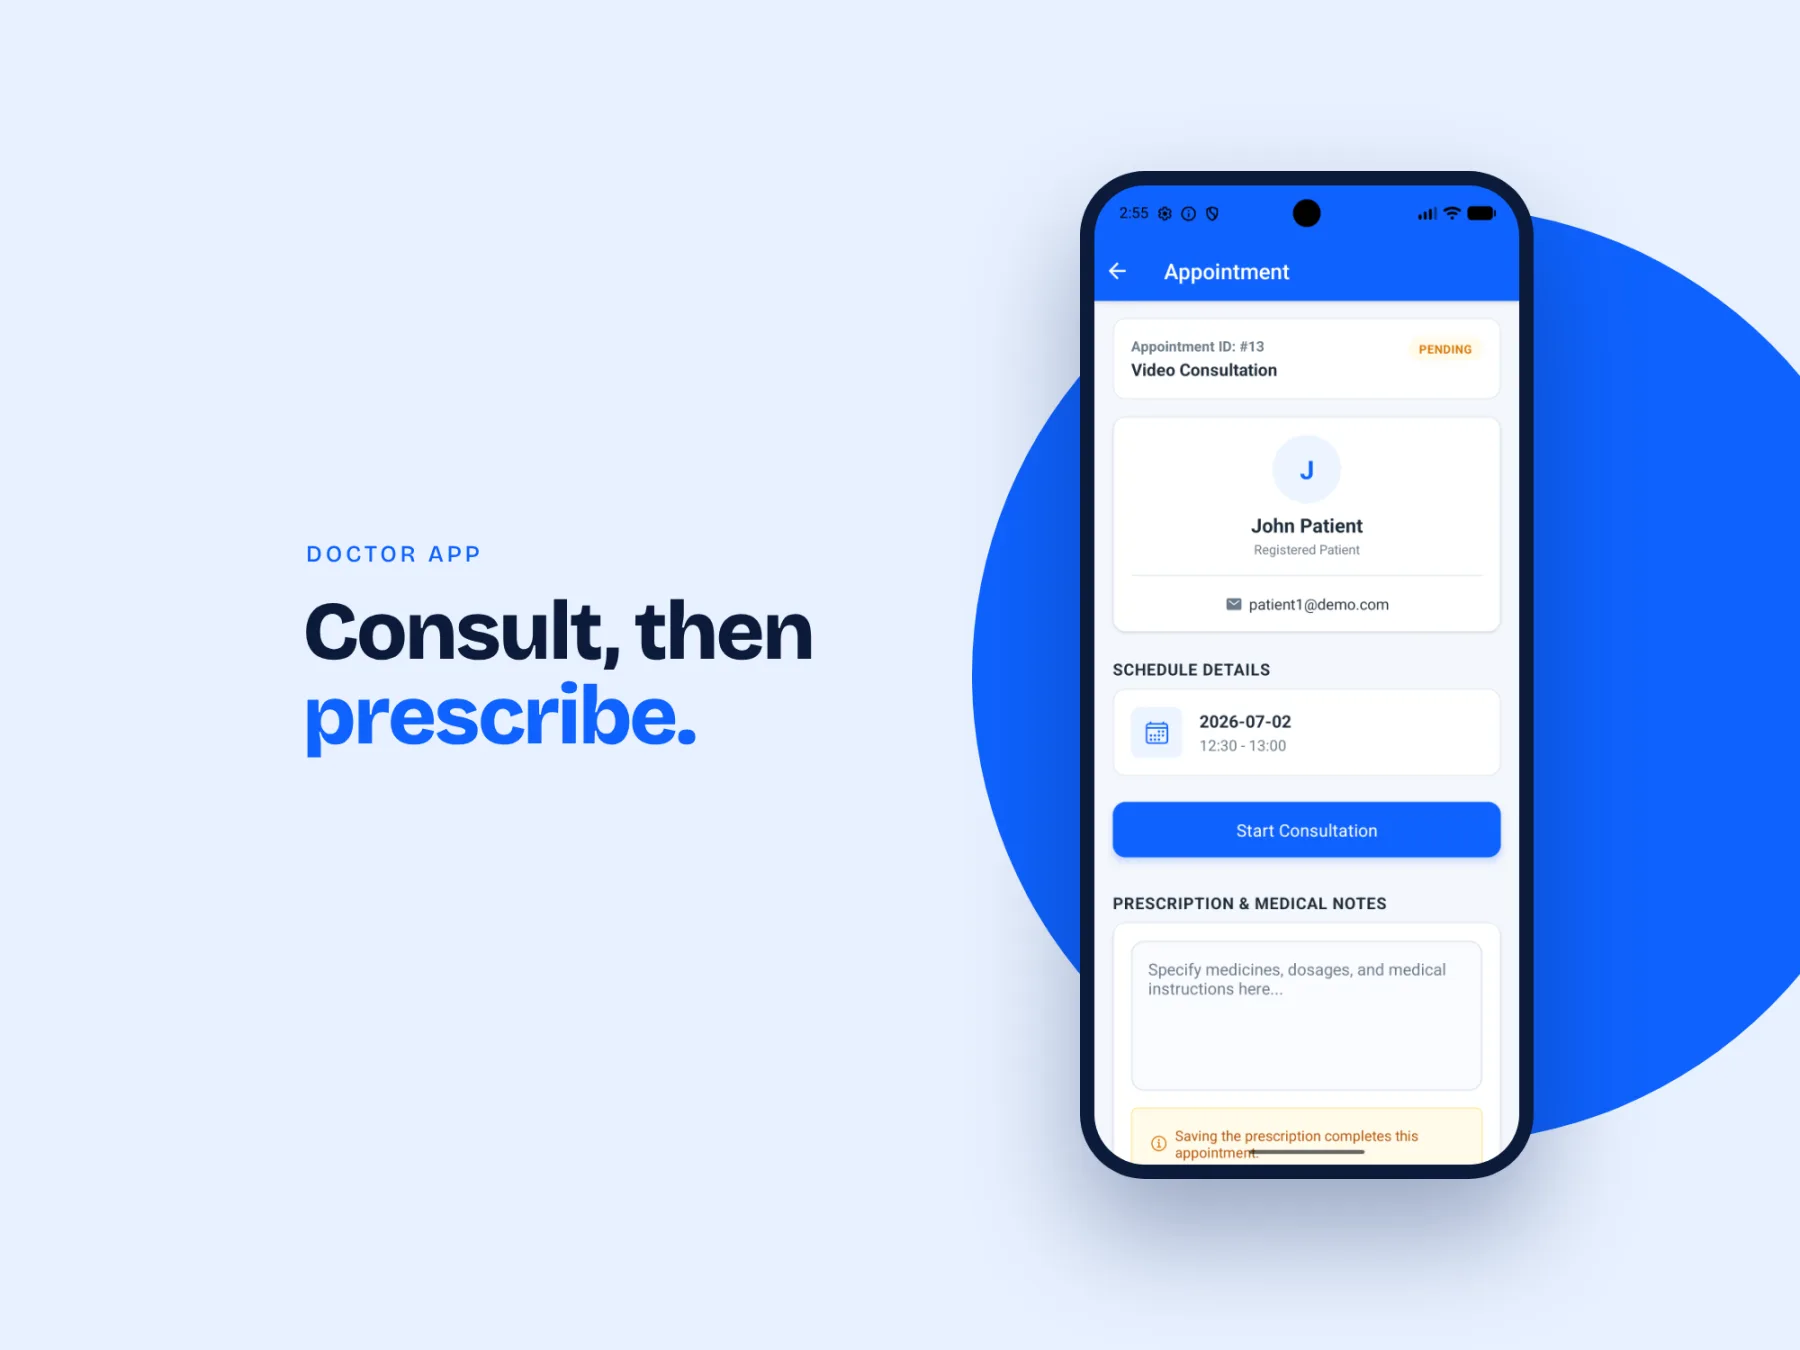 DOCTOR APP
Consult, then
prescribe.
2:55
Appointment
Appointment ID: #13
PENDING
Video Consultation
J
John Patient
Registered Patient
patient1@demo.com
SCHEDULE DETAILS
2026-07-02
12:30 - 13:00
Start Consultation
PRESCRIPTION & MEDICAL NOTES
Specify medicines, dosages, and medical
instructions here...
Saving the prescription completes this
appointment.